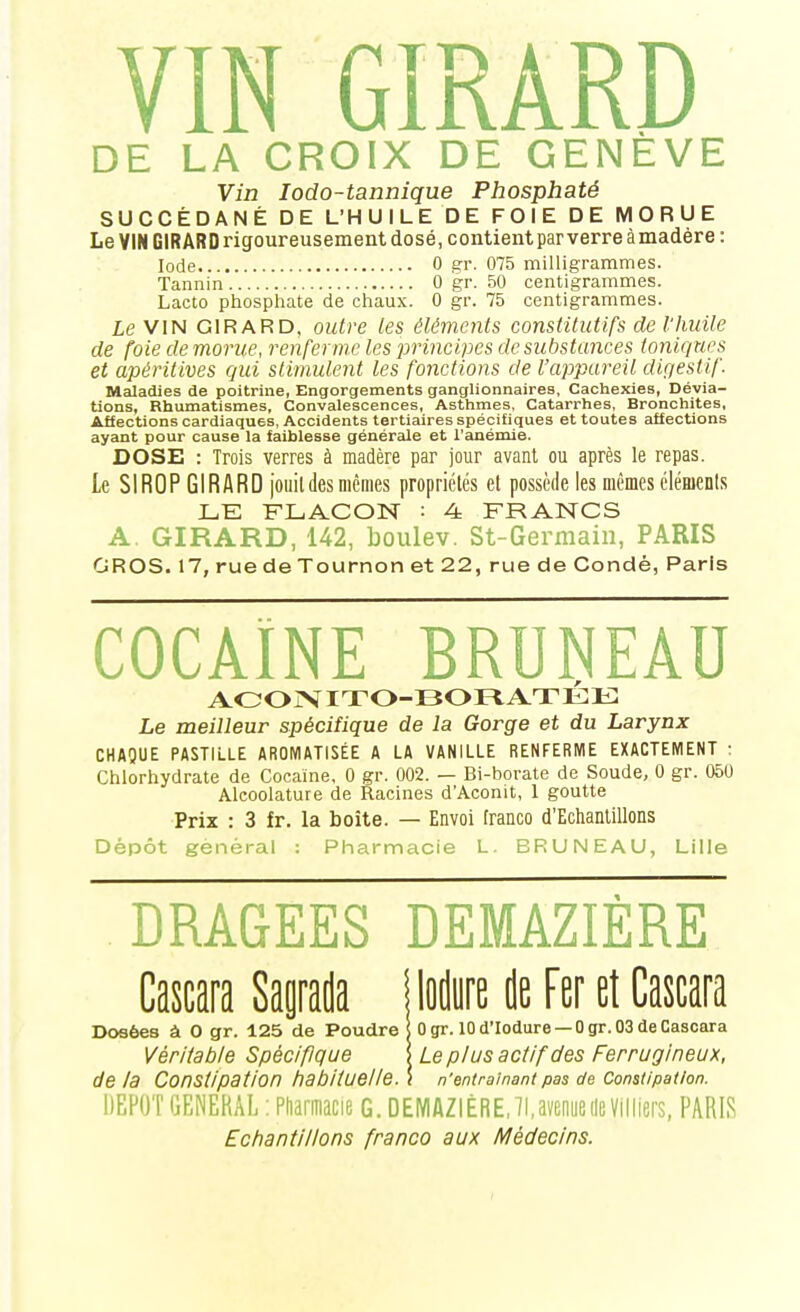 VIN GIRARD
DE LA CROIX DE GENÈVE
Vin Iodo-tannique Phosphaté
SUCCÉDANÉ DE L'HUILE DE FOIE DE MORUE
Le VIN GIRARD rigoureusement dosé, contient par verre à madère :
Iode.................... 0 gr. 075 milligrammes.
Tannin.................. 0 gr. 50 centigrammes.
Lacto phosphate de chaux. 0 gr. 75 centigrammes.
Le VIN GIRARD, outre les éléments constitutifs de l'huile
de foie de morue, renferme les principes de substances toniques
et apéritives qui stimulent les fonctions de l'appareil digestif.
Maladies de poitrine, Engorgements ganglionnaires, Cachexies, Dévia-
tions, Rhumatismes, Convalescences, Asthmes, Catarrhes, Bronchites,
Affections cardiaques, Accidents tertiaires spécifiques et toutes affections
ayant pour cause la faiblesse générale et l'anémie.
DOSE : Trois verres à madère par jour avant ou après le repas.
Le SIROP GIRARD jouit des mêmes propriétés et possède les mêmes éléments
LE FLACON : 4 FRANCS
A. GIRARD, 142, boulev. St-Germain, PARIS
GROS. 17, rue de Tournon et 22, rue de Condé, Paris
COCAÏNE BRUNEAU
ACONITO-BORATÉE
Le meilleur spécifique de la Gorge et du Larynx
CHAQUE PASTILLE AROMATISÉE A LA VANILLE RENFERME EXACTEMENT :
Chlorhydrate de Cocaïne, 0 gr. 002. — Bi-borate de Soude, 0 gr. 050
Alcoolature de Racines d'Aconit, 1 goutte
Prix : 3 fr. la boîte. — Envoi franco d'Echantillons
Dépôt général : Pharmacie L. BRUNEAU, Lille
DRAGEES DEMAZIÈRE
Cascara Sagrada
Dosées à 0 gr. 125 de Poudre
Véritable Spécifique
de la Constipation habituelle.
Iodure de Fer et Cascara
0 gr. 10 d'Iodure — 0 gr. 03 de Cascara
Le plus actif des Ferrugineux,
n'entrainant pas de Constipation.
DEPOT GENERAL : Pharmacie G. DEMAZIÈRE, 71, avenue de Villiers, PARIS
Echantillons franco aux Médecins.